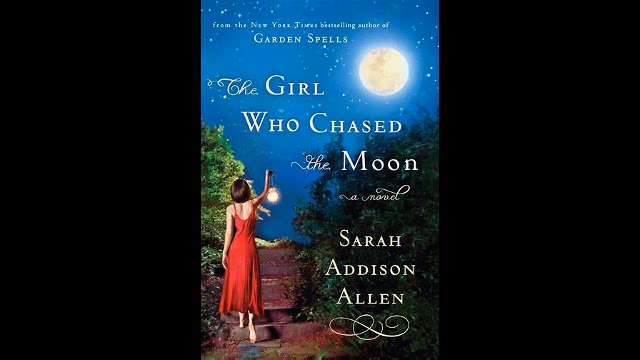 from the New York Times bestselling author of
Garden Spells
The Girl
Who Chased
the Moon
a novel
Sarah
Addison
Allen